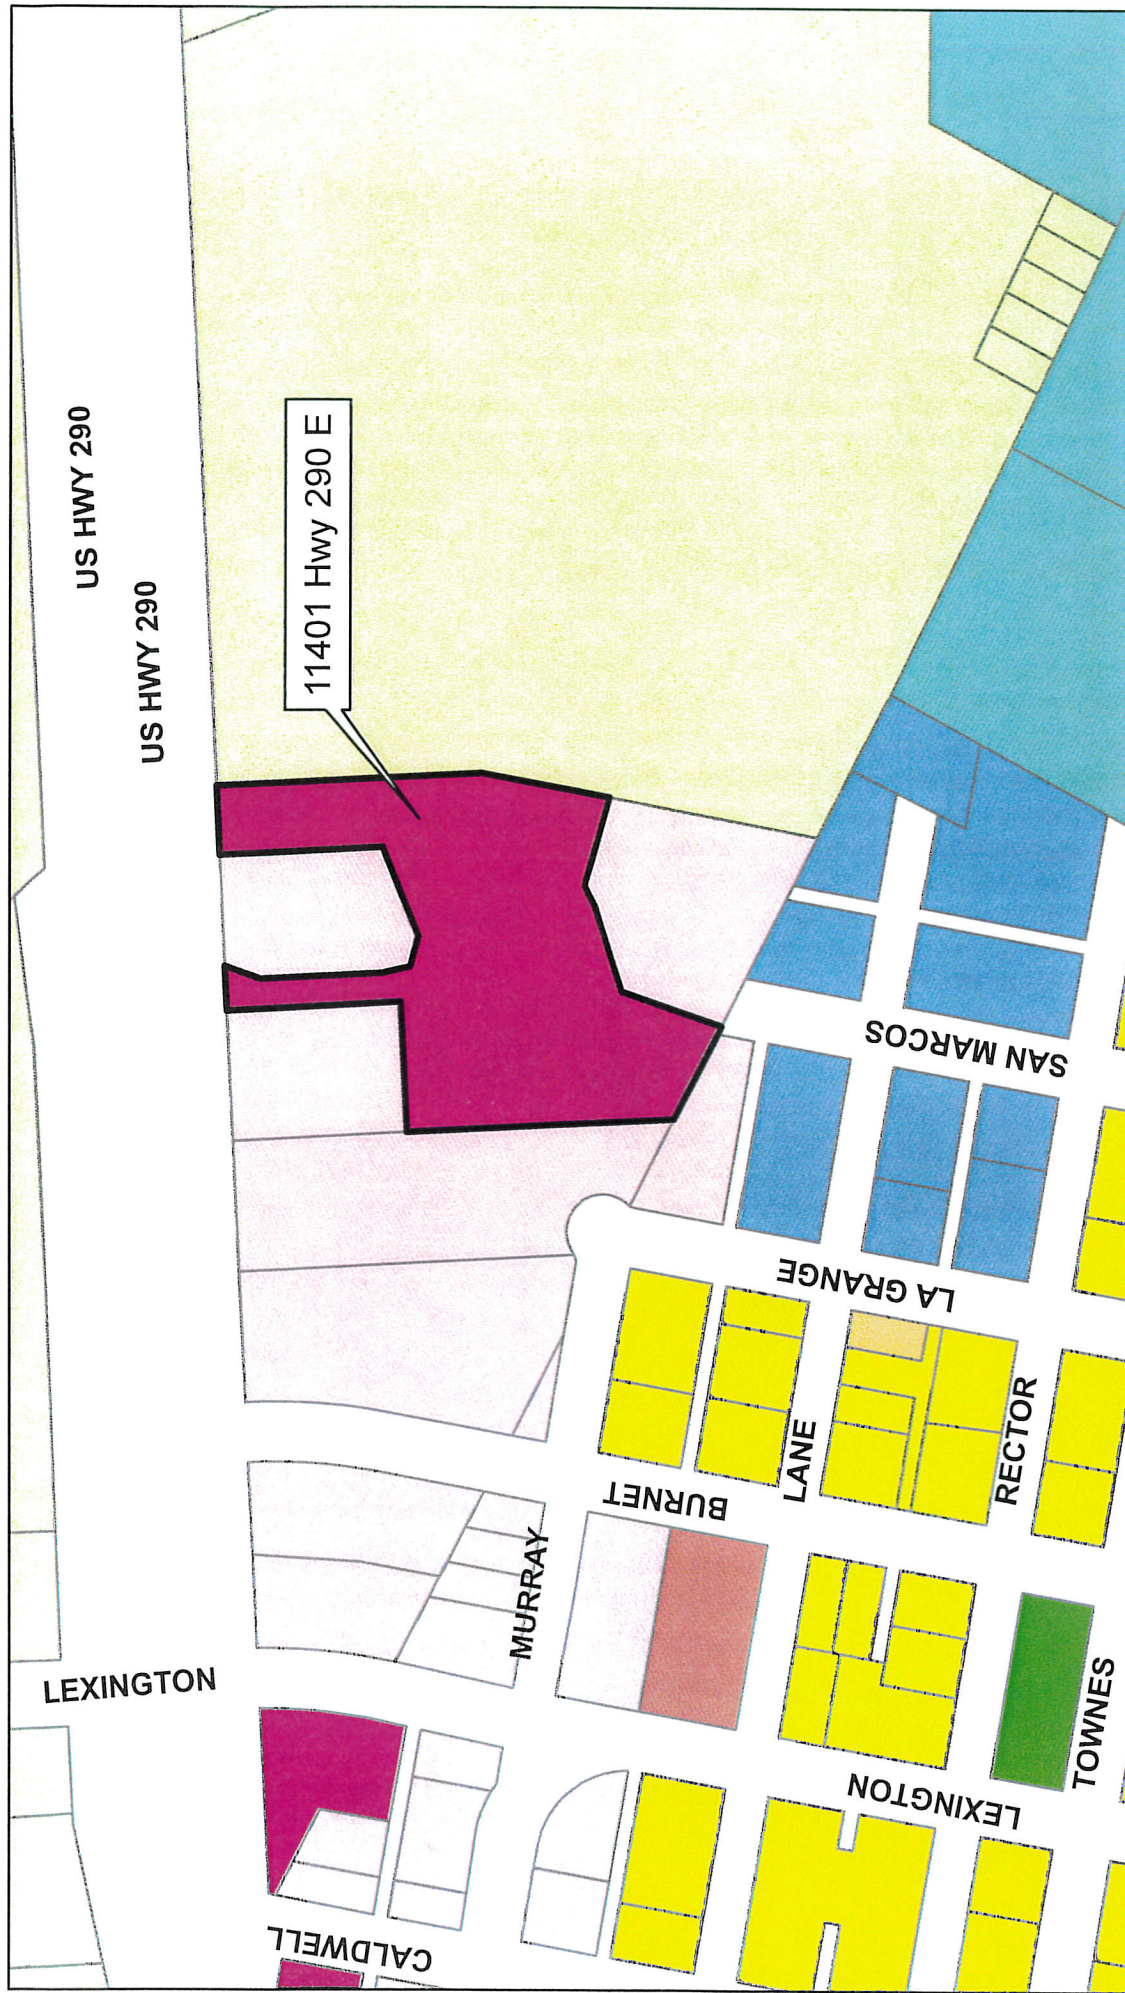 US HWY 290
US HWY 290
11401 Hwy 290 E
SAN MARCOS
LA GRANGE
LANE
RECTOR
BURNET
MURRAY
LEXINGTON
TOWNES
LEXINGTON
CALDWELL